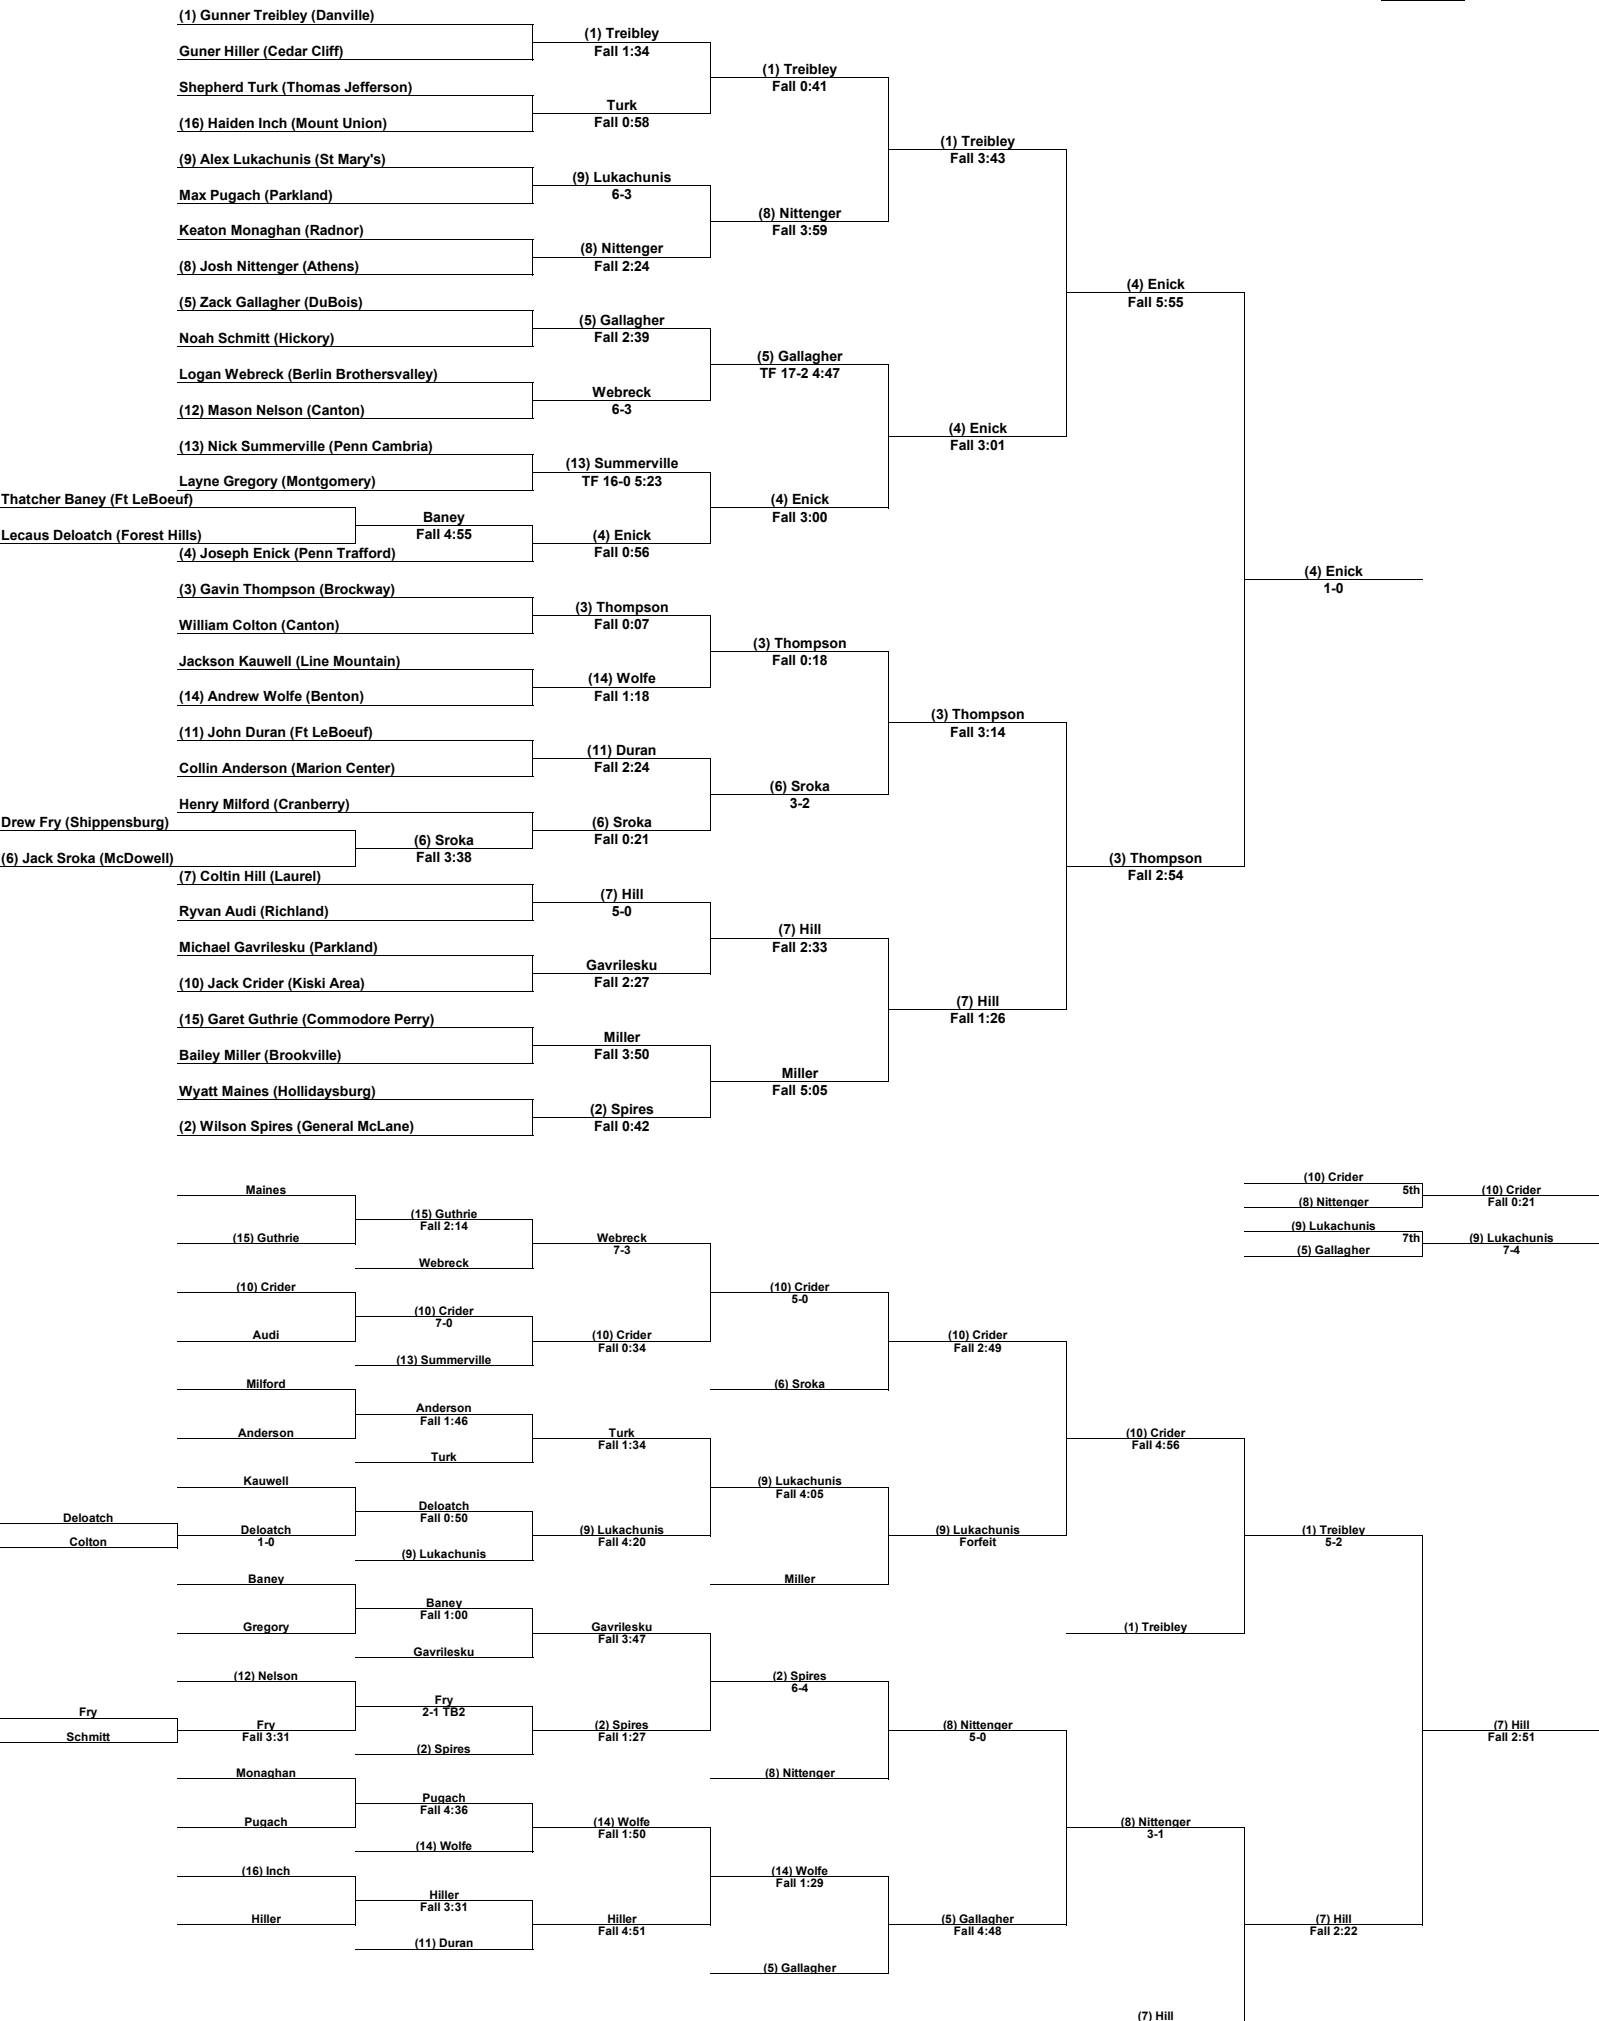 (1) Gunner Treibley (Danville)
Guner Hiller (Cedar Cliff)
Shepherd Turk (Thomas Jefferson)
(16) Haiden Inch (Mount Union)
(9) Alex Lukachunis (St Mary's)
Max Pugach (Parkland)
Keaton Monaghan (Radnor)
(8) Josh Nittenger (Athens)
(5) Zack Gallagher (DuBois)
Noah Schmitt (Hickory)
Logan Webreck (Berlin Brothersvalley)
(12) Mason Nelson (Canton)
(13) Nick Summerville (Penn Cambria)
Layne Gregory (Montgomery)
Thatcher Baney (Ft LeBoeuf)
Lecaus Deloatch (Forest Hills)
Baney
Fall 4:55
(4) Joseph Enick (Penn Trafford)
(3) Gavin Thompson (Brockway)
William Colton (Canton)
Jackson Kauwell (Line Mountain)
(14) Andrew Wolfe (Benton)
(11) John Duran (Ft LeBoeuf)
Collin Anderson (Marion Center)
Henry Milford (Cranberry)
Drew Fry (Shippensburg)
(6) Jack Sroka (McDowell)
(6) Sroka
Fall 3:38
(7) Coltin Hill (Laurel)
Ryvan Audi (Richland)
Michael Gavrilesku (Parkland)
(10) Jack Crider (Kiski Area)
(15) Garet Guthrie (Commodore Perry)
Bailey Miller (Brookville)
Wyatt Maines (Hollidaysburg)
(2) Wilson Spires (General McLane)
(1) Treibley
Fall 1:34
Turk
Fall 0:58
(9) Lukachunis
6-3
(8) Nittenger
Fall 2:24
(5) Gallagher
Fall 2:39
Webreck
6-3
(13) Summerville
TF 16-0 5:23
(4) Enick
Fall 0:56
(3) Thompson
Fall 0:07
(14) Wolfe
Fall 1:18
(11) Duran
Fall 2:24
(6) Sroka
Fall 0:21
(7) Hill
5-0
Gavrilesku
Fall 2:27
Miller
Fall 3:50
(2) Spires
Fall 0:42
(1) Treibley
Fall 0:41
(8) Nittenger
Fall 3:59
(5) Gallagher
TF 17-2 4:47
(4) Enick
Fall 3:00
(3) Thompson
Fall 0:18
(6) Sroka
3-2
(7) Hill
Fall 2:33
Miller
Fall 5:05
(1) Treibley
Fall 3:43
(4) Enick
Fall 3:01
(3) Thompson
Fall 3:14
(7) Hill
Fall 1:26
(4) Enick
Fall 5:55
(3) Thompson
Fall 2:54
(4) Enick
1-0
(10) Crider
5th
(8) Nittenger
(10) Crider
Fall 0:21
(9) Lukachunis
7th
(5) Gallagher
(9) Lukachunis
7-4
Deloatch
Colton
Fry
Schmitt
Maines
(15) Guthrie
(10) Crider
Audi
Milford
Anderson
Kauwell
Deloatch
1-0
Baney
Gregory
(12) Nelson
Fry
Fall 3:31
Monaghan
Pugach
(16) Inch
Hiller
(15) Guthrie
Fall 2:14
Webreck
(10) Crider
7-0
(13) Summerville
Anderson
Fall 1:46
Turk
Deloatch
Fall 0:50
(9) Lukachunis
Baney
Fall 1:00
Gavrilesku
Fry
2-1 TB2
(2) Spires
Pugach
Fall 4:36
(14) Wolfe
Hiller
Fall 3:31
(11) Duran
Webreck
7-3
(10) Crider
Fall 0:34
Turk
Fall 1:34
(9) Lukachunis
Fall 4:20
Gavrilesku
Fall 3:47
(2) Spires
Fall 1:27
(14) Wolfe
Fall 1:50
Hiller
Fall 4:51
(10) Crider
5-0
(6) Sroka
(9) Lukachunis
Fall 4:05
Miller
(2) Spires
6-4
(8) Nittenger
(14) Wolfe
Fall 1:29
(5) Gallagher
(10) Crider
Fall 2:49
(9) Lukachunis
Forfeit
(8) Nittenger
5-0
(5) Gallagher
Fall 4:48
(10) Crider
Fall 4:56
(1) Treibley
(8) Nittenger
3-1
(7) Hill
(1) Treibley
5-2
(7) Hill
Fall 2:22
(7) Hill
Fall 2:51